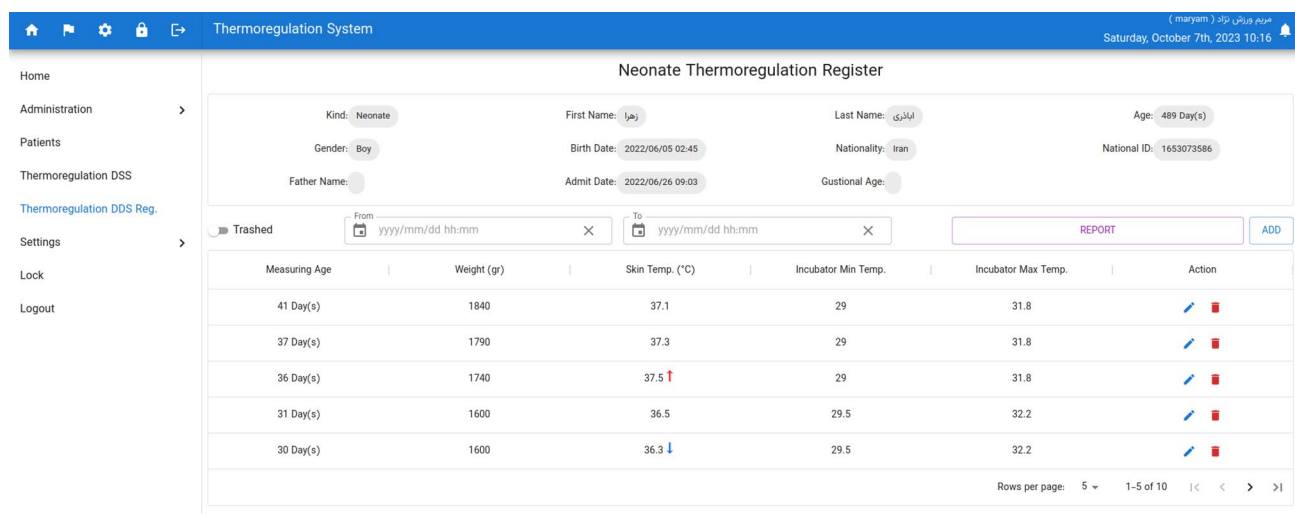 Thermoregulation System
مریم ورزش نژاد ( maryam )
Saturday, October 7th, 2023 10:16
Home
Administration
Patients
Thermoregulation DSS
Thermoregulation DDS Reg.
Settings
Lock
Logout
Neonate Thermoregulation Register
Kind: Neonate First Name: زهرا Last Name: اباذری Age: 489 Day(s)
Gender: Boy Birth Date: 2022/06/05 02:45 Nationality: Iran National ID: 1653073586
Father Name: Admit Date: 2022/06/26 09:03 Gustional Age:
Trashed From yyyy/mm/dd hh:mm To yyyy/mm/dd hh:mm REPORT ADD
Measuring Age Weight (gr) Skin Temp. (°C) Incubator Min Temp. Incubator Max Temp. Action
41 Day(s) 1840 37.1 29 31.8
37 Day(s) 1790 37.3 29 31.8
36 Day(s) 1740 37.5 ↑ 29 31.8
31 Day(s) 1600 36.5 29.5 32.2
30 Day(s) 1600 36.3 ↓ 29.5 32.2
Rows per page: 5 1–5 of 10